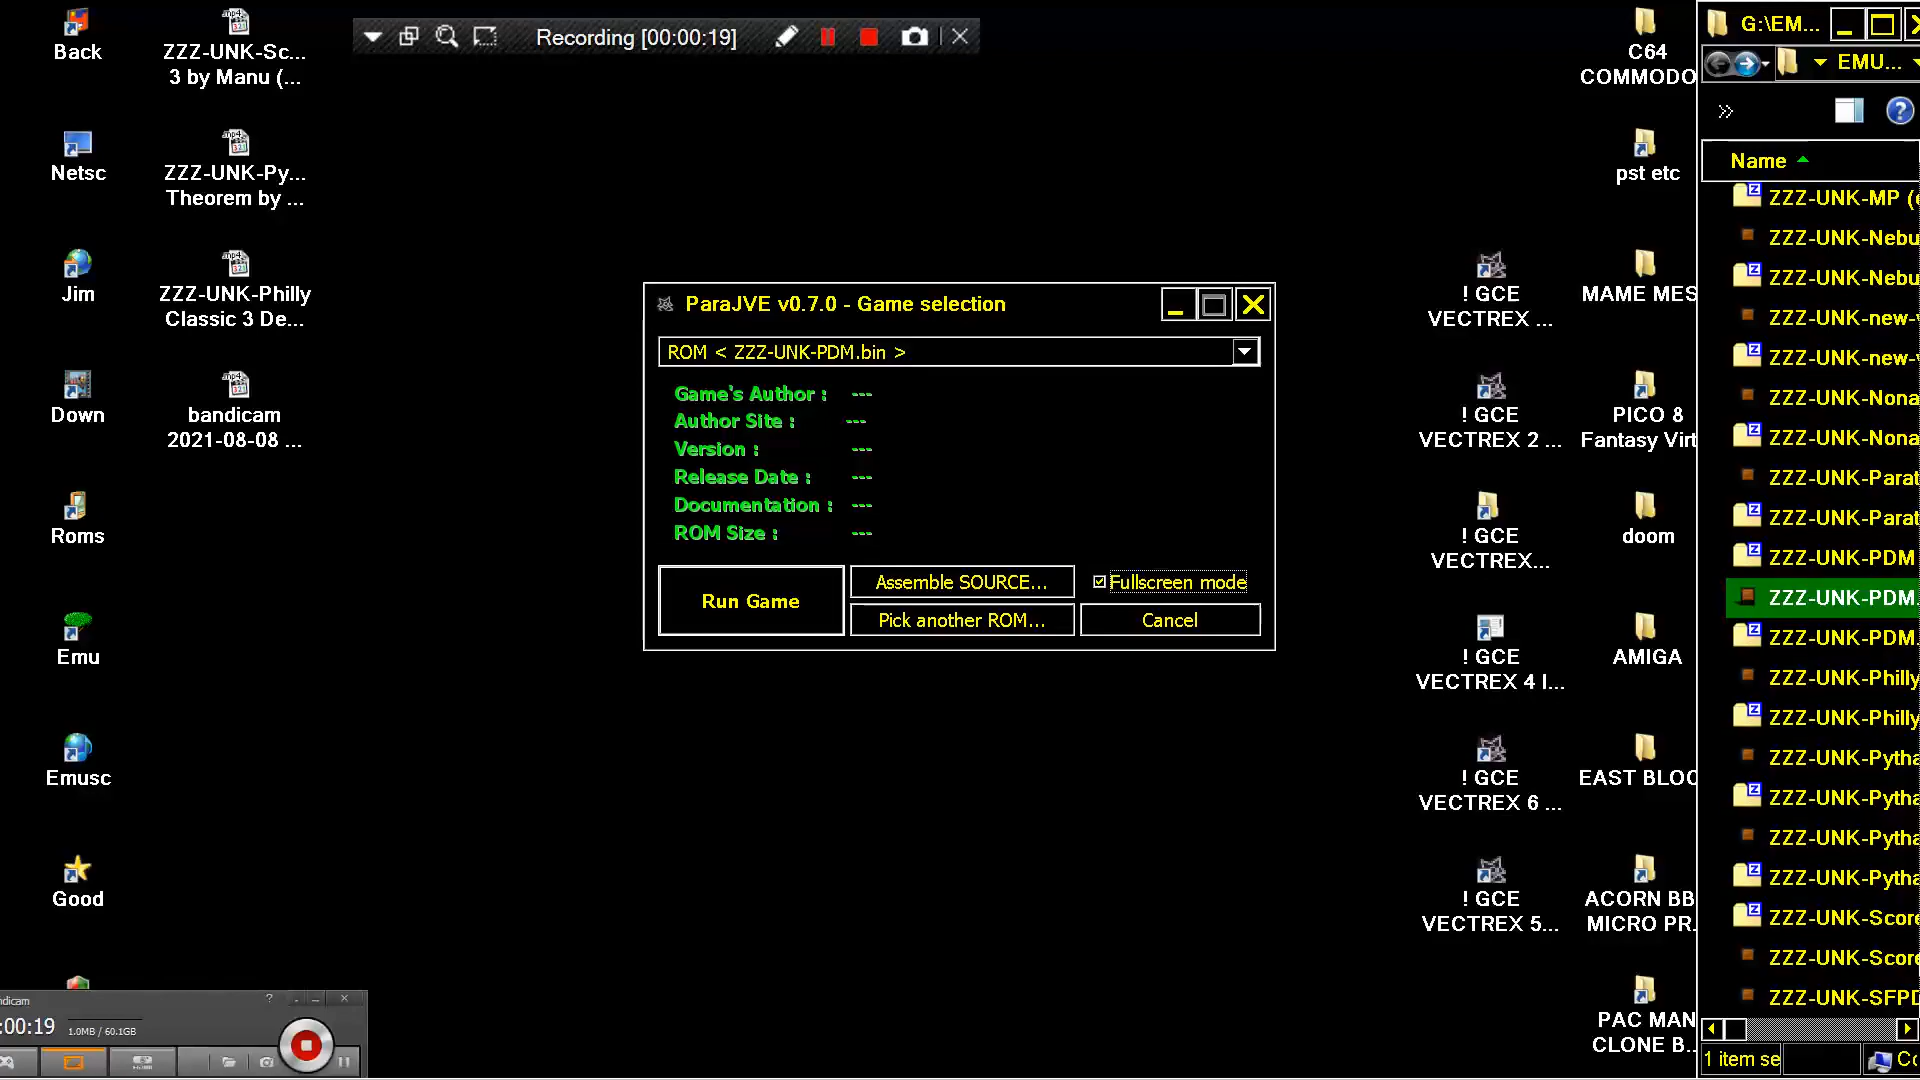 Back
ZZZ-UNK-Sc...
3 by Manu (...
Netsc
ZZZ-UNK-Py...
Theorem by ...
Jim
ZZZ-UNK-Philly
Classic 3 De...
Down
bandicam
2021-08-08 ...
Roms
Emu
Emusc
Good
Recording [00:00:19]
ParaJVE v0.7.0 - Game selection
ROM < ZZZ-UNK-PDM.bin >
Game's Author : ---
Author Site : ---
Version : ---
Release Date : ---
Documentation : ---
ROM Size : ---
Run Game
Assemble SOURCE...
Fullscreen mode
Pick another ROM...
Cancel
! GCE
VECTREX ...
! GCE
VECTREX 2 ...
! GCE
VECTREX...
! GCE
VECTREX 4 I...
! GCE
VECTREX 6 ...
! GCE
VECTREX 5...
C64
COMMODO
pst etc
MAME MES
PICO 8
Fantasy Virt
doom
AMIGA
EAST BLOC
ACORN BB
MICRO PR.
PAC MAN
CLONE B..
G:\EM...
EMU...
Name
ZZZ-UNK-MP (
ZZZ-UNK-Nebu
ZZZ-UNK-Nebu
ZZZ-UNK-new-
ZZZ-UNK-new-
ZZZ-UNK-Nona
ZZZ-UNK-Nona
ZZZ-UNK-Parat
ZZZ-UNK-Parat
ZZZ-UNK-PDM
ZZZ-UNK-PDM.
ZZZ-UNK-PDM.
ZZZ-UNK-Philly
ZZZ-UNK-Philly
ZZZ-UNK-Pytha
ZZZ-UNK-Pytha
ZZZ-UNK-Pytha
ZZZ-UNK-Pytha
ZZZ-UNK-Score
ZZZ-UNK-Score
ZZZ-UNK-SFPD
1 item se
Co
ndicam
:00:19
1.0MB / 60.1GB